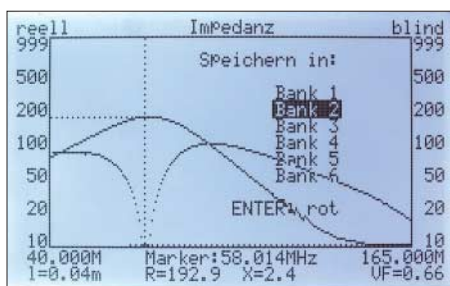 reell Impedanz blind
999 999
Speichern in:
500 500
Bank 1
200 Bank 2 200
Bank 3
100 Bank 4 100
Bank 5
50 Bank 6 50
20 ENTER: rot 20
10 10
40.000M Marker:58.014MHz 165.000M
l=0.04m R=192.9 X=2.4 VF=0.66